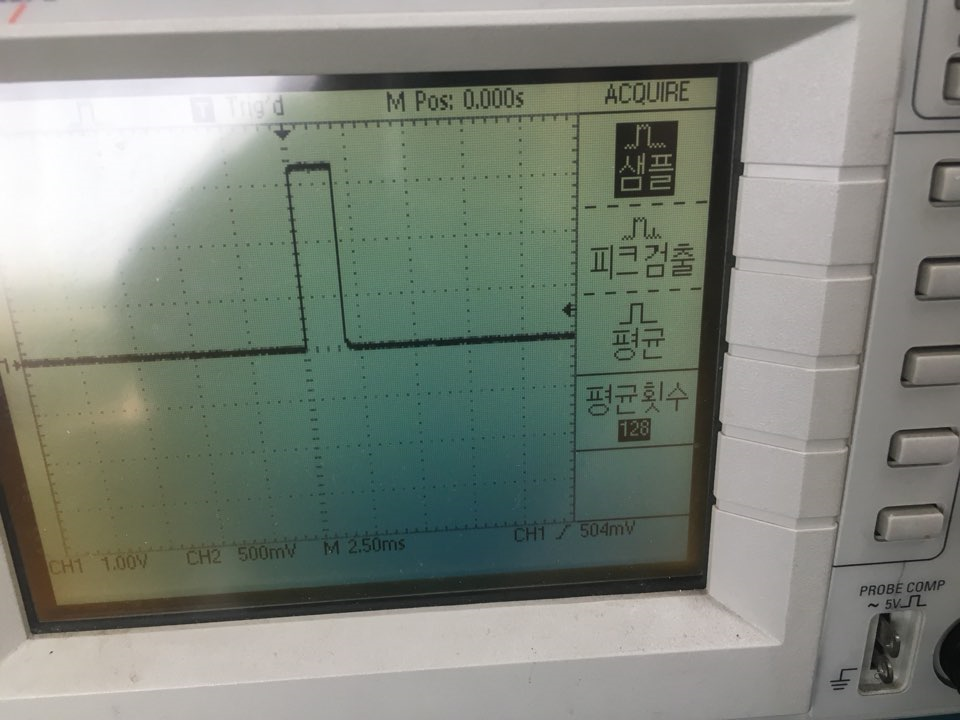 T Trig'd M Pos: 0.000s ACQUIRE
샘플
피크검출
평균
평균횟수
128
CH1 1.00V CH2 500mV M 2.50ms CH1 504mV
PROBE COMP
~ 5V